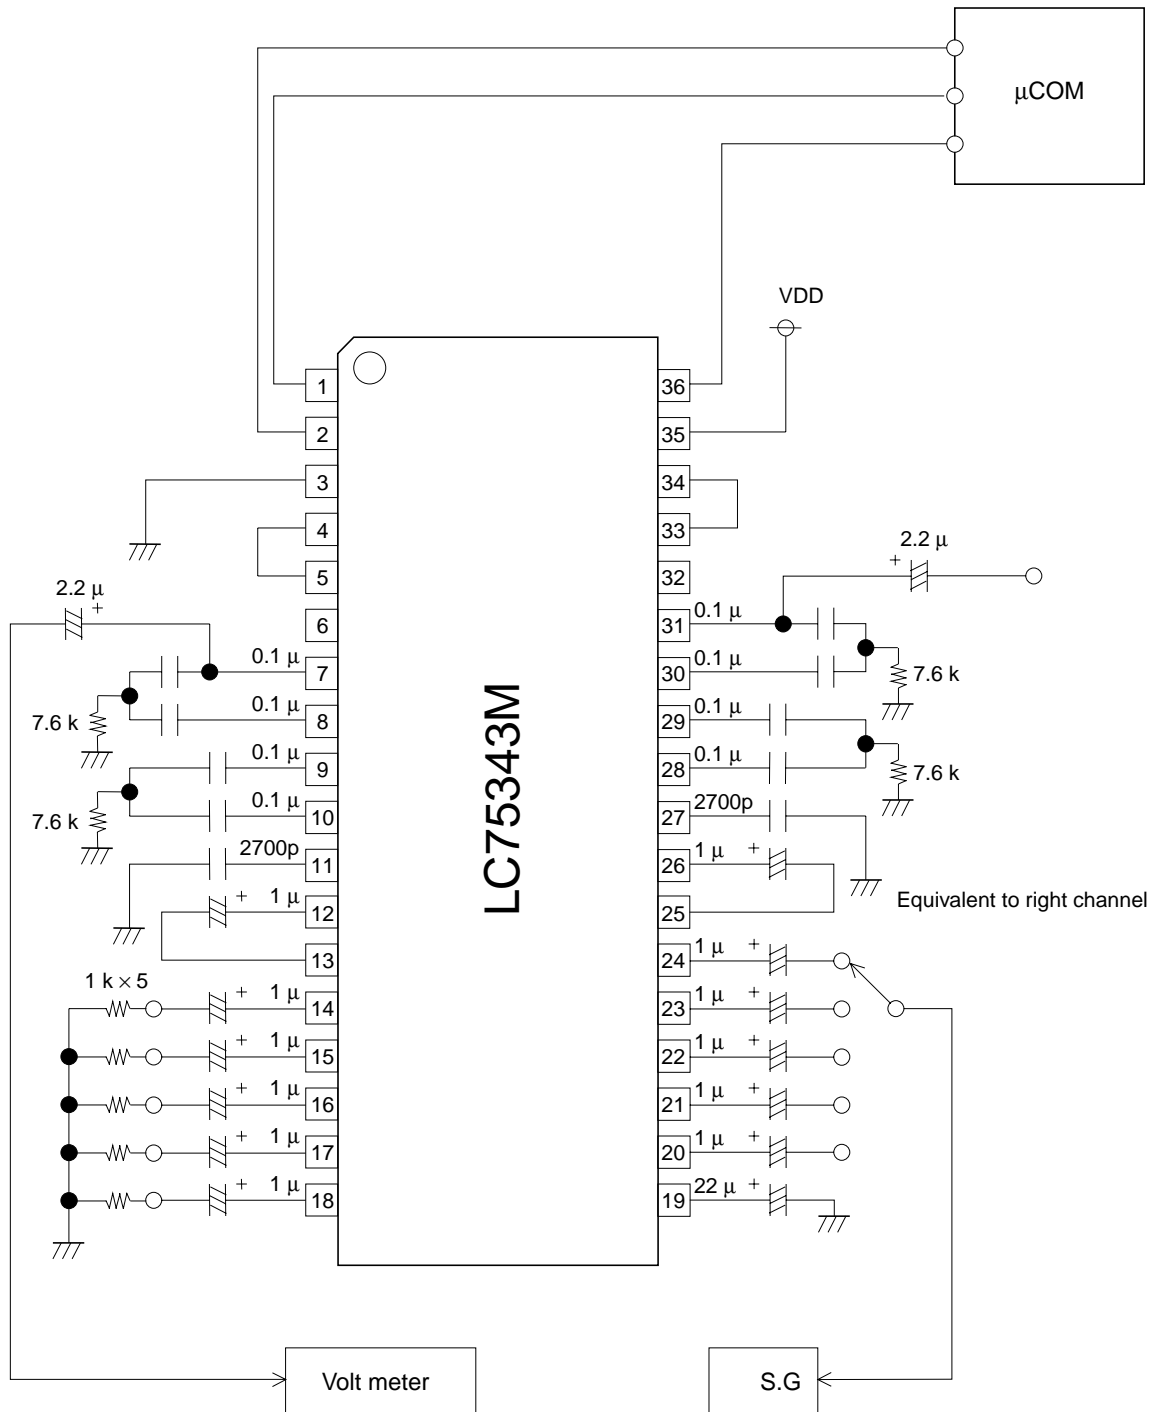 μCOM
VDD
1
36
2
35
3
34
4
33
2.2 μ
+
5
32
2.2 μ
+
6
31
0.1 μ
0.1 μ
7
30
0.1 μ
7.6 k
7.6 k
0.1 μ
8
29
0.1 μ
0.1 μ
9
28
0.1 μ
7.6 k
7.6 k
0.1 μ
10
27
2700p
2700p
11
26
1 μ
+
+
1 μ
12
25
Equivalent to right channel
13
24
1 μ
+
1 k × 5
+
1 μ
14
23
1 μ
+
+
1 μ
15
22
1 μ
+
+
1 μ
16
21
1 μ
+
+
1 μ
17
20
1 μ
+
+
1 μ
18
19
22 μ
+
LC75343M
Volt meter
S.G